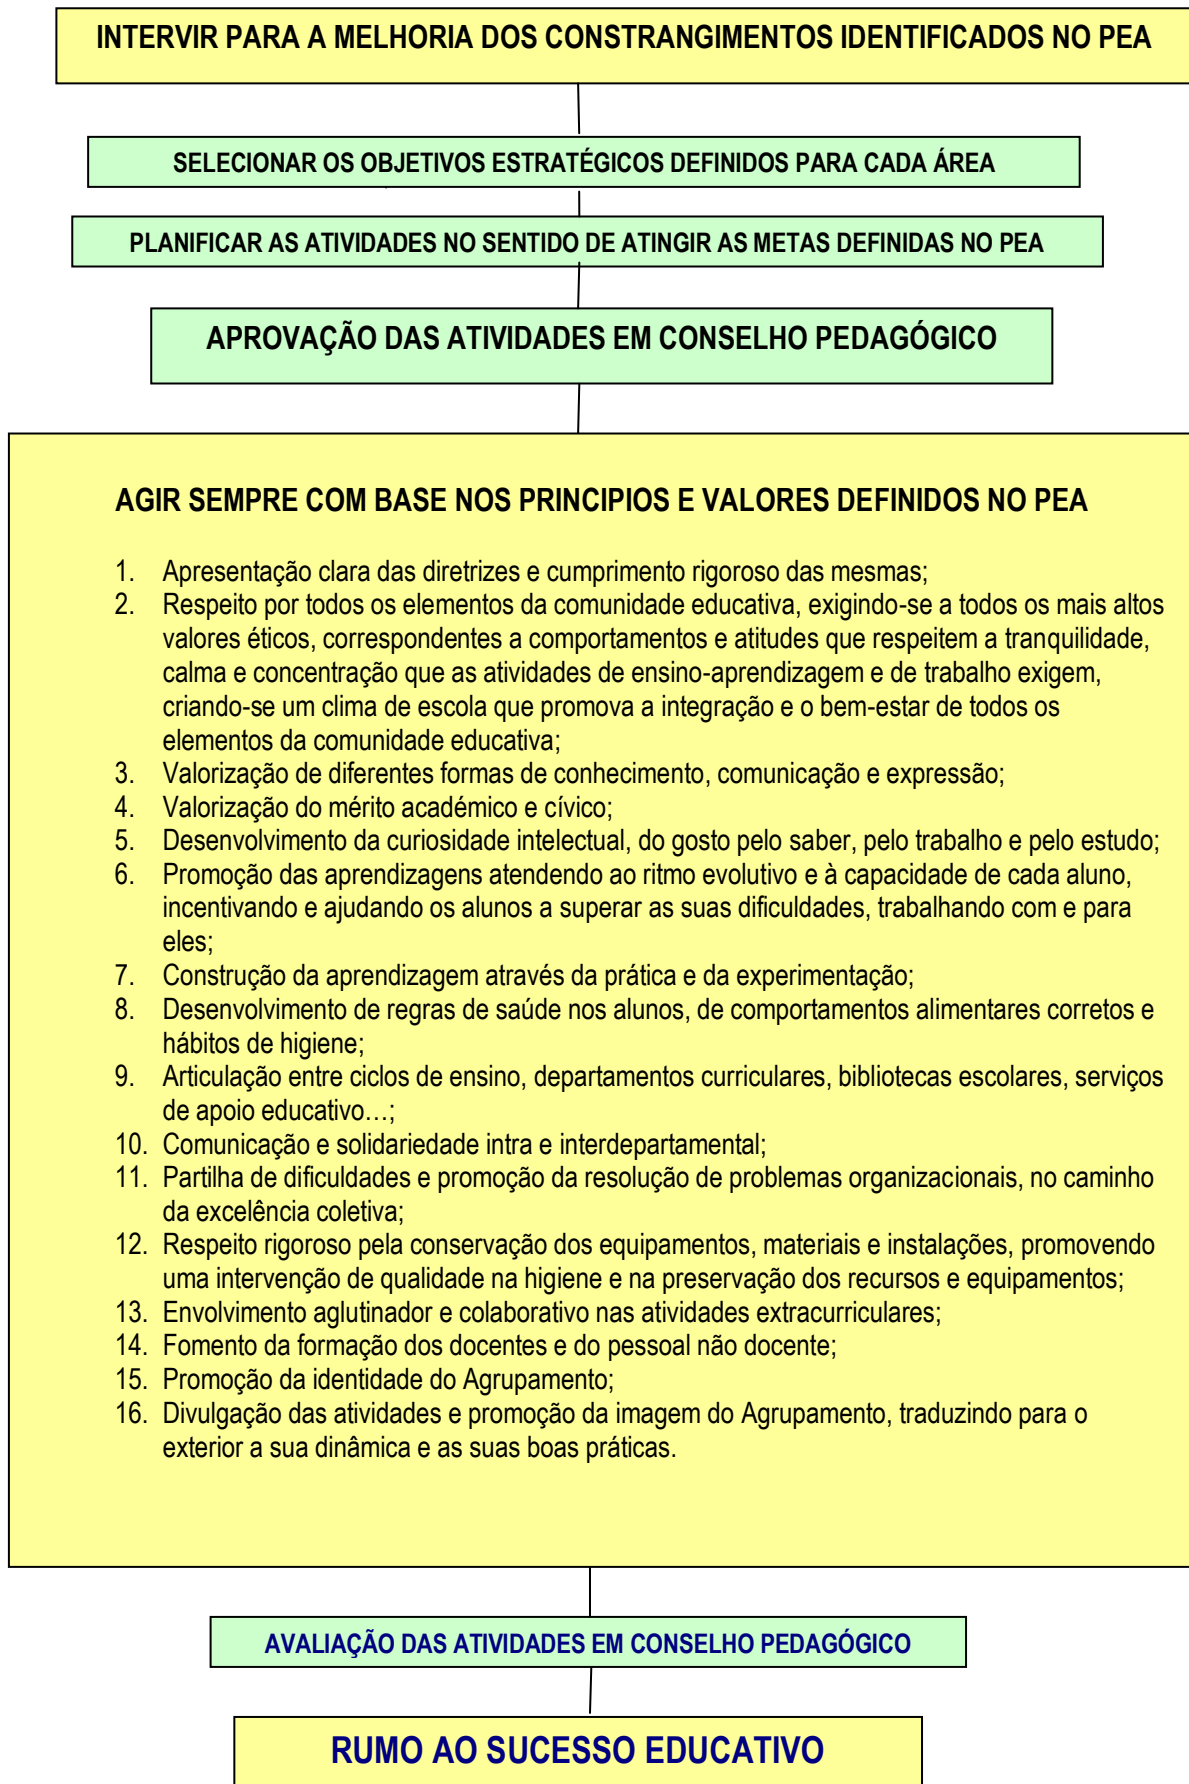 INTERVIR PARA A MELHORIA DOS CONSTRANGIMENTOS IDENTIFICADOS NO PEA
SELECIONAR OS OBJETIVOS ESTRATÉGICOS DEFINIDOS PARA CADA ÁREA
PLANIFICAR AS ATIVIDADES NO SENTIDO DE ATINGIR AS METAS DEFINIDAS NO PEA
APROVAÇÃO DAS ATIVIDADES EM CONSELHO PEDAGÓGICO
AGIR SEMPRE COM BASE NOS PRINCIPIOS E VALORES DEFINIDOS NO PEA
1. Apresentação clara das diretrizes e cumprimento rigoroso das mesmas;
2. Respeito por todos os elementos da comunidade educativa, exigindo-se a todos os mais altos
valores éticos, correspondentes a comportamentos e atitudes que respeitem a tranquilidade,
calma e concentração que as atividades de ensino-aprendizagem e de trabalho exigem,
criando-se um clima de escola que promova a integração e o bem-estar de todos os
elementos da comunidade educativa;
3. Valorização de diferentes formas de conhecimento, comunicação e expressão;
4. Valorização do mérito académico e cívico;
5. Desenvolvimento da curiosidade intelectual, do gosto pelo saber, pelo trabalho e pelo estudo;
6. Promoção das aprendizagens atendendo ao ritmo evolutivo e à capacidade de cada aluno,
incentivando e ajudando os alunos a superar as suas dificuldades, trabalhando com e para
eles;
7. Construção da aprendizagem através da prática e da experimentação;
8. Desenvolvimento de regras de saúde nos alunos, de comportamentos alimentares corretos e
hábitos de higiene;
9. Articulação entre ciclos de ensino, departamentos curriculares, bibliotecas escolares, serviços
de apoio educativo…;
10. Comunicação e solidariedade intra e interdepartamental;
11. Partilha de dificuldades e promoção da resolução de problemas organizacionais, no caminho
da excelência coletiva;
12. Respeito rigoroso pela conservação dos equipamentos, materiais e instalações, promovendo
uma intervenção de qualidade na higiene e na preservação dos recursos e equipamentos;
13. Envolvimento aglutinador e colaborativo nas atividades extracurriculares;
14. Fomento da formação dos docentes e do pessoal não docente;
15. Promoção da identidade do Agrupamento;
16. Divulgação das atividades e promoção da imagem do Agrupamento, traduzindo para o
exterior a sua dinâmica e as suas boas práticas.
AVALIAÇÃO DAS ATIVIDADES EM CONSELHO PEDAGÓGICO
RUMO AO SUCESSO EDUCATIVO